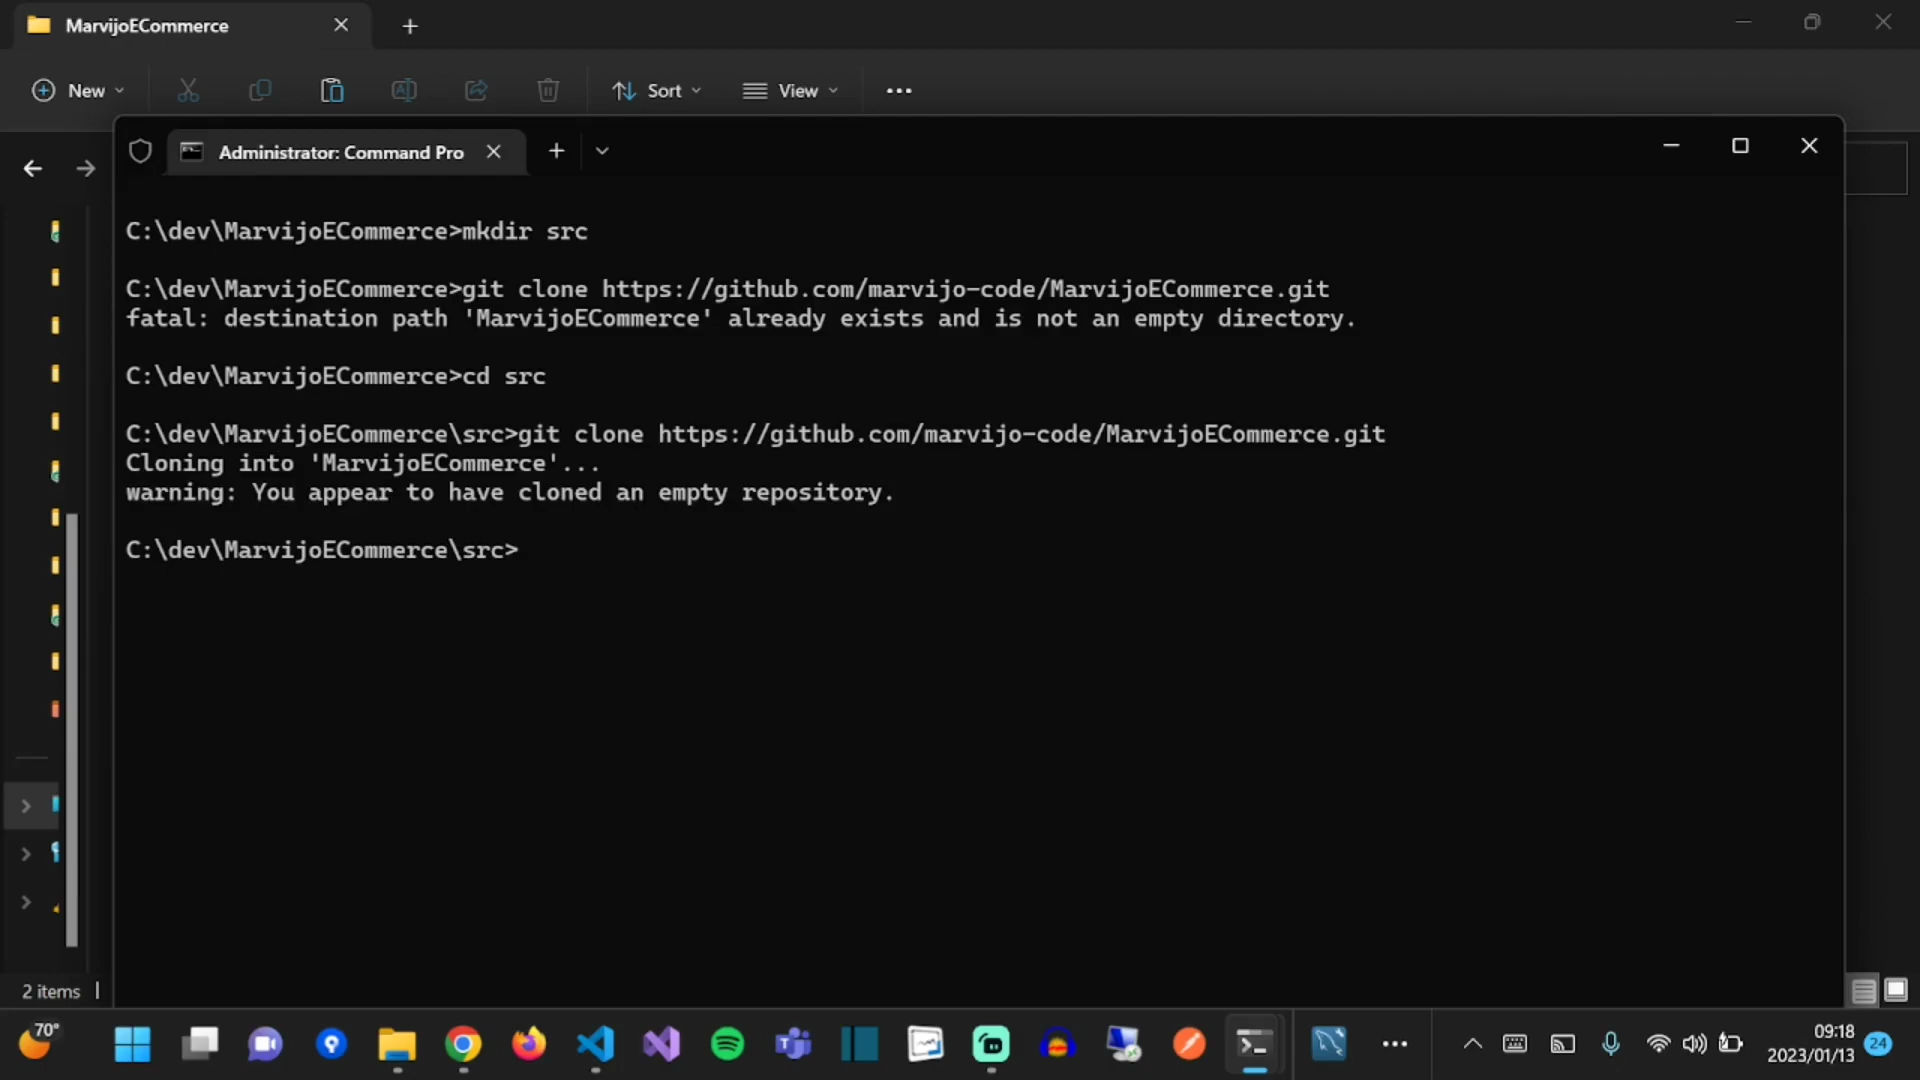 MarvijoECommerce
New
Sort
View
Administrator: Command Pro
C:\dev\MarvijoECommerce>mkdir src
C:\dev\MarvijoECommerce>git clone https://github.com/marvijo-code/MarvijoECommerce.git
fatal: destination path 'MarvijoECommerce' already exists and is not an empty directory.
C:\dev\MarvijoECommerce>cd src
C:\dev\MarvijoECommerce\src>git clone https://github.com/marvijo-code/MarvijoECommerce.git
Cloning into 'MarvijoECommerce'...
warning: You appear to have cloned an empty repository.
C:\dev\MarvijoECommerce\src>
2 items
70°
09:18
2023/01/13
24